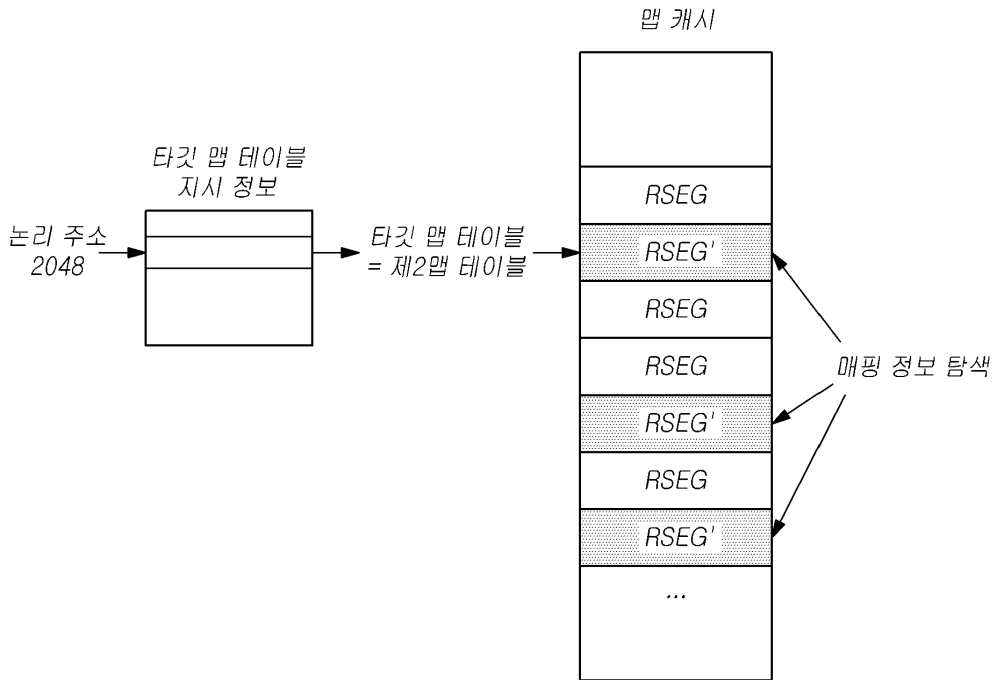 맵 캐시
타깃 맵 테이블
지시 정보
논리 주소
2048
타깃 맵 테이블
= 제2맵 테이블
RSEG
RSEG'
RSEG
RSEG
RSEG'
RSEG
RSEG'
...
매핑 정보 탐색